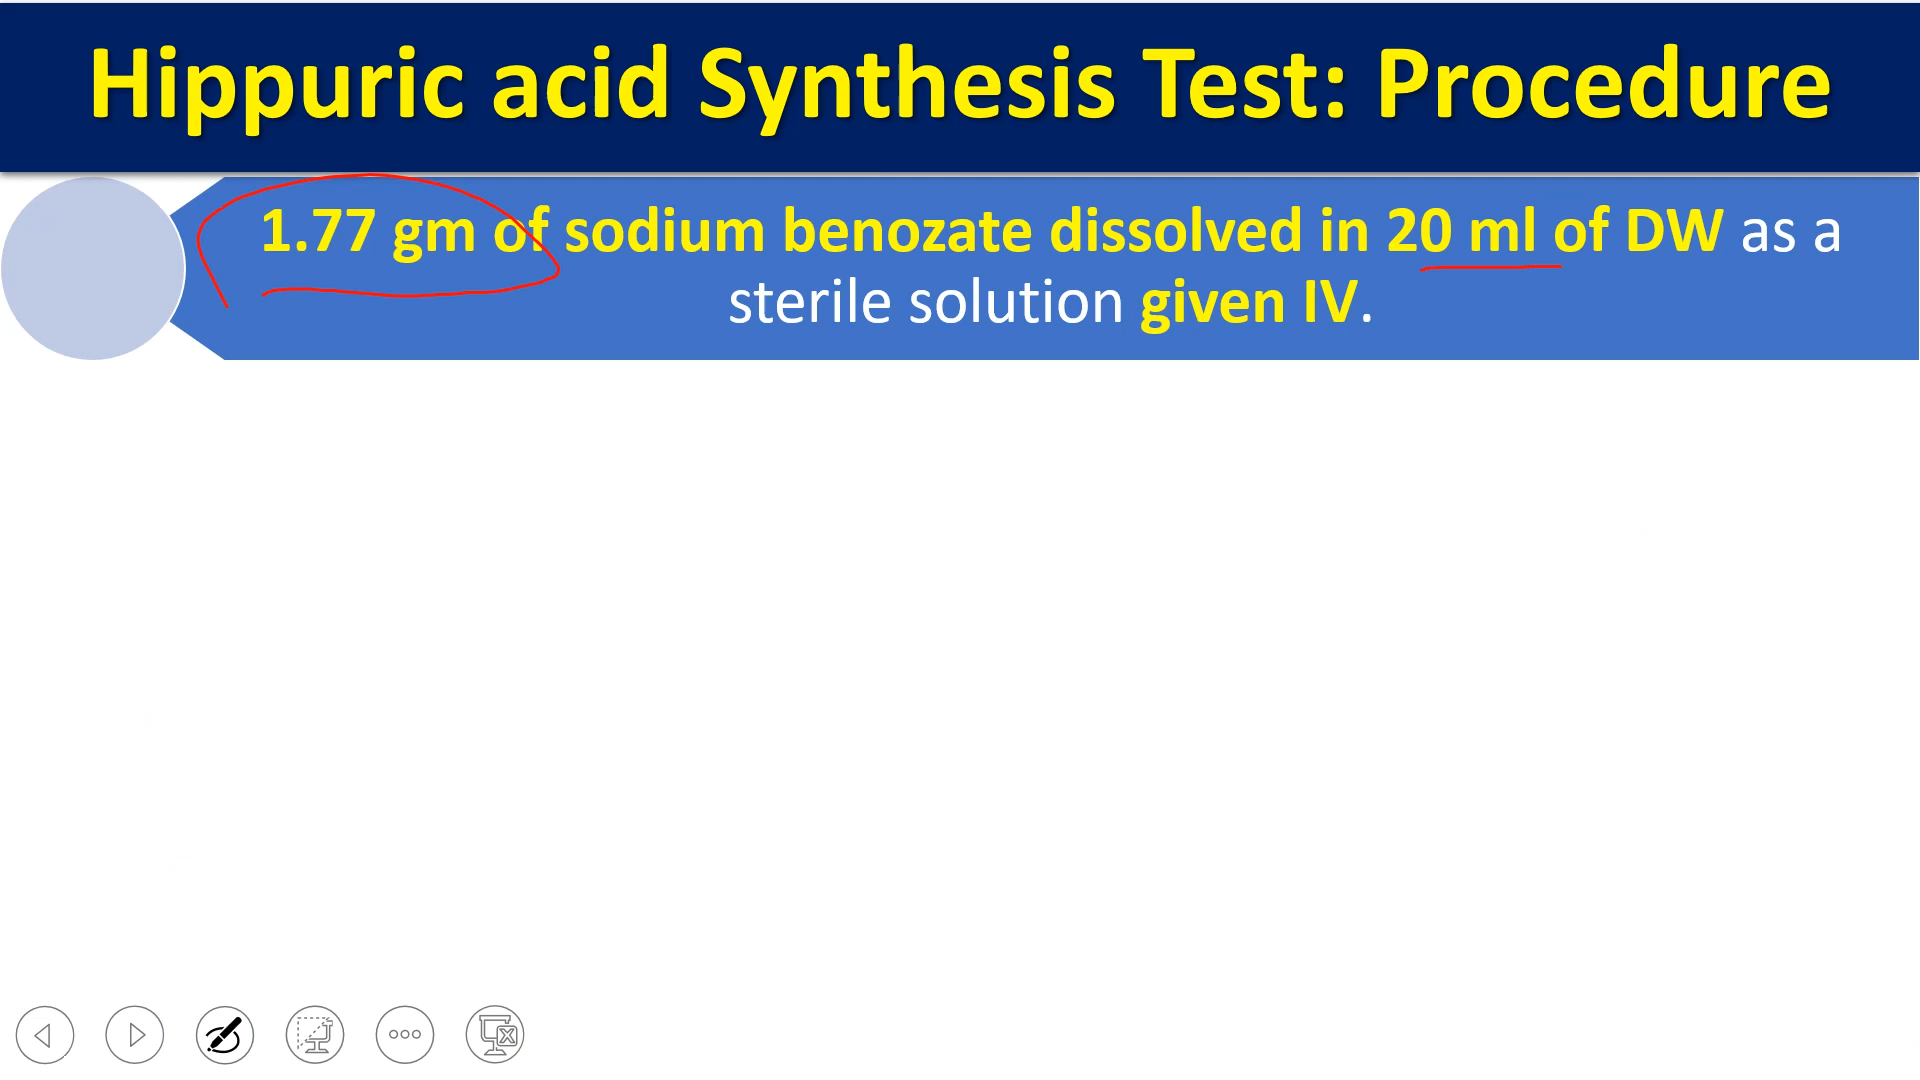 Hippuric acid Synthesis Test: Procedure
1.77 gm of sodium benozate dissolved in 20 ml of DW as a
sterile solution given IV.